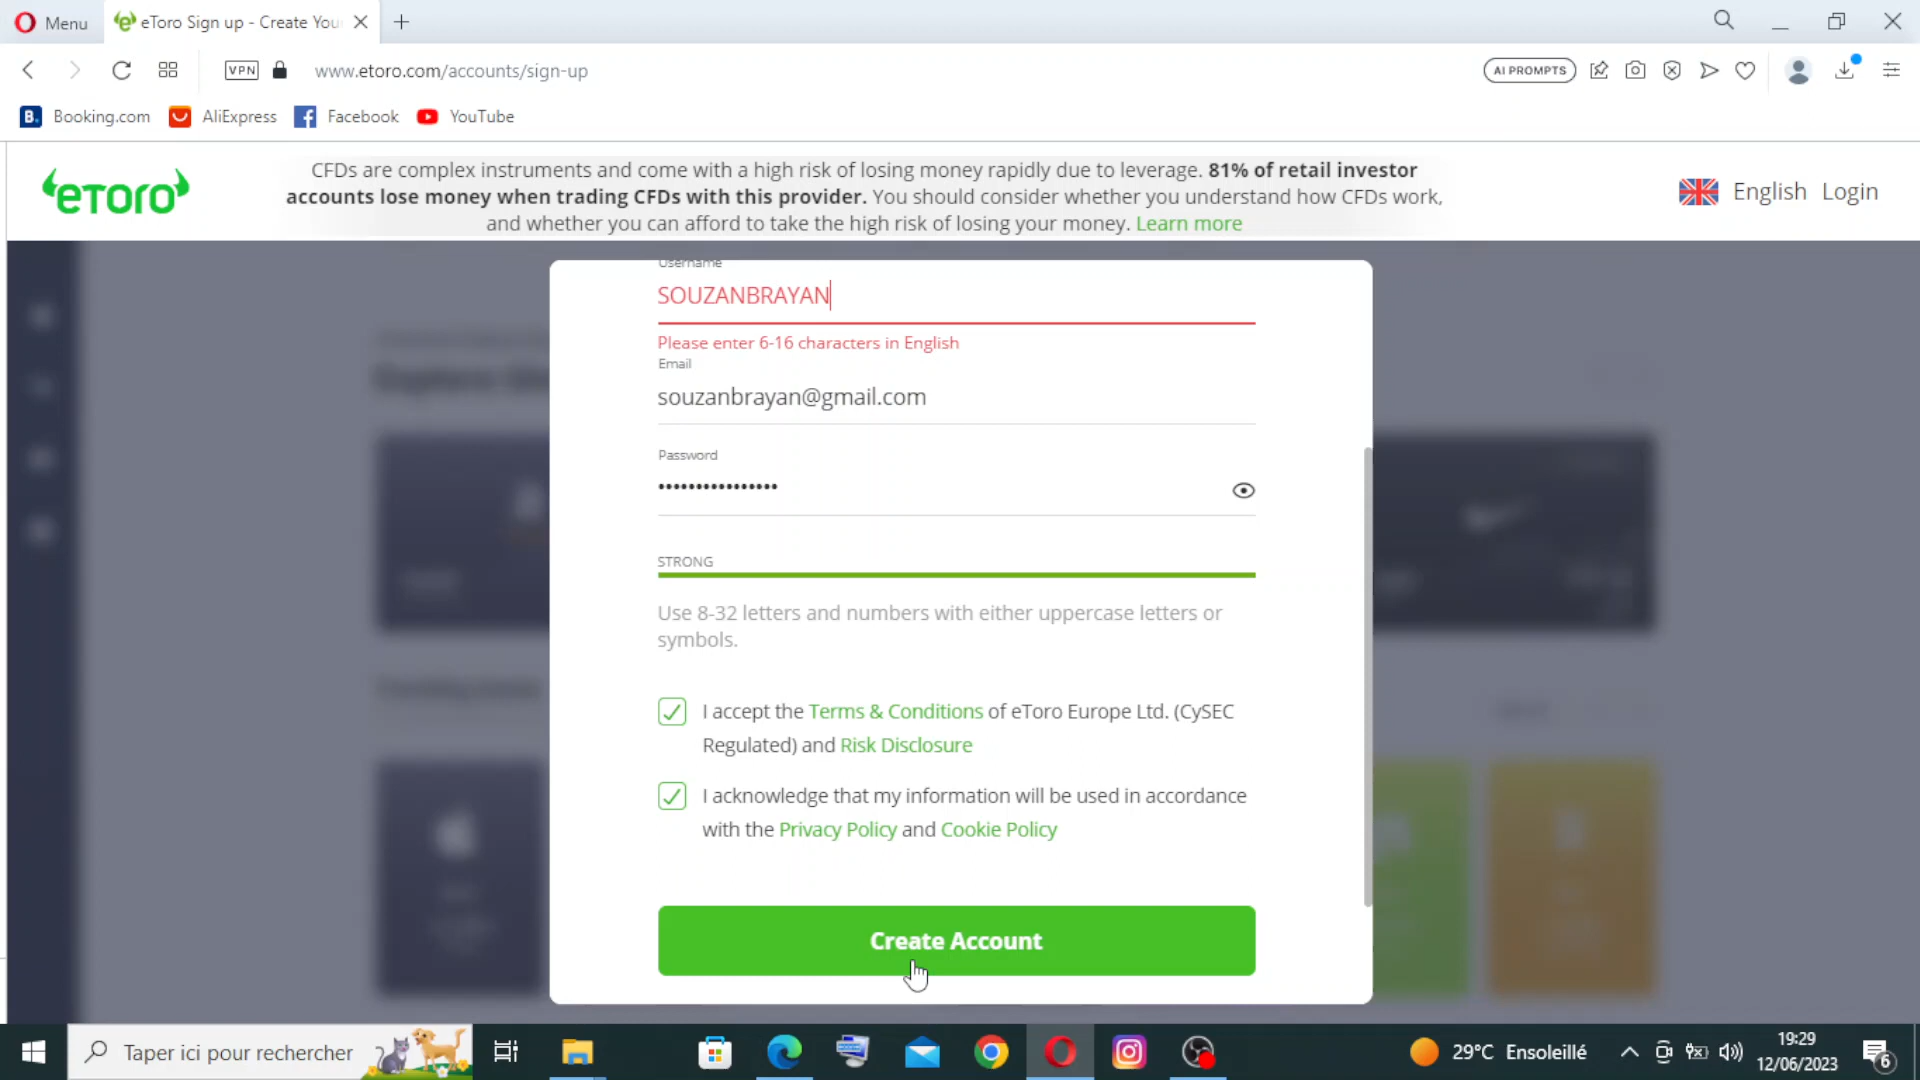 Menu
eToro Sign up - Create You
VPN
www.etoro.com/accounts/sign-up
AI PROMPTS
B. Booking.com
AliExpress
Facebook
YouTube
eToro
CFDs are complex instruments and come with a high risk of losing money rapidly due to leverage. 81% of retail investor
accounts lose money when trading CFDs with this provider. You should consider whether you understand how CFDs work,
and whether you can afford to take the high risk of losing your money. Learn more
English Login
Username
SOUZANBRAYAN
Please enter 6-16 characters in English
Email
souzanbrayan@gmail.com
Password
••••••••••••••••
STRONG
Use 8-32 letters and numbers with either uppercase letters or
symbols.
I accept the Terms & Conditions of eToro Europe Ltd. (CySEC
Regulated) and Risk Disclosure
I acknowledge that my information will be used in accordance
with the Privacy Policy and Cookie Policy
Create Account
Taper ici pour rechercher
29°C Ensoleillé
19:29
12/06/2023
6